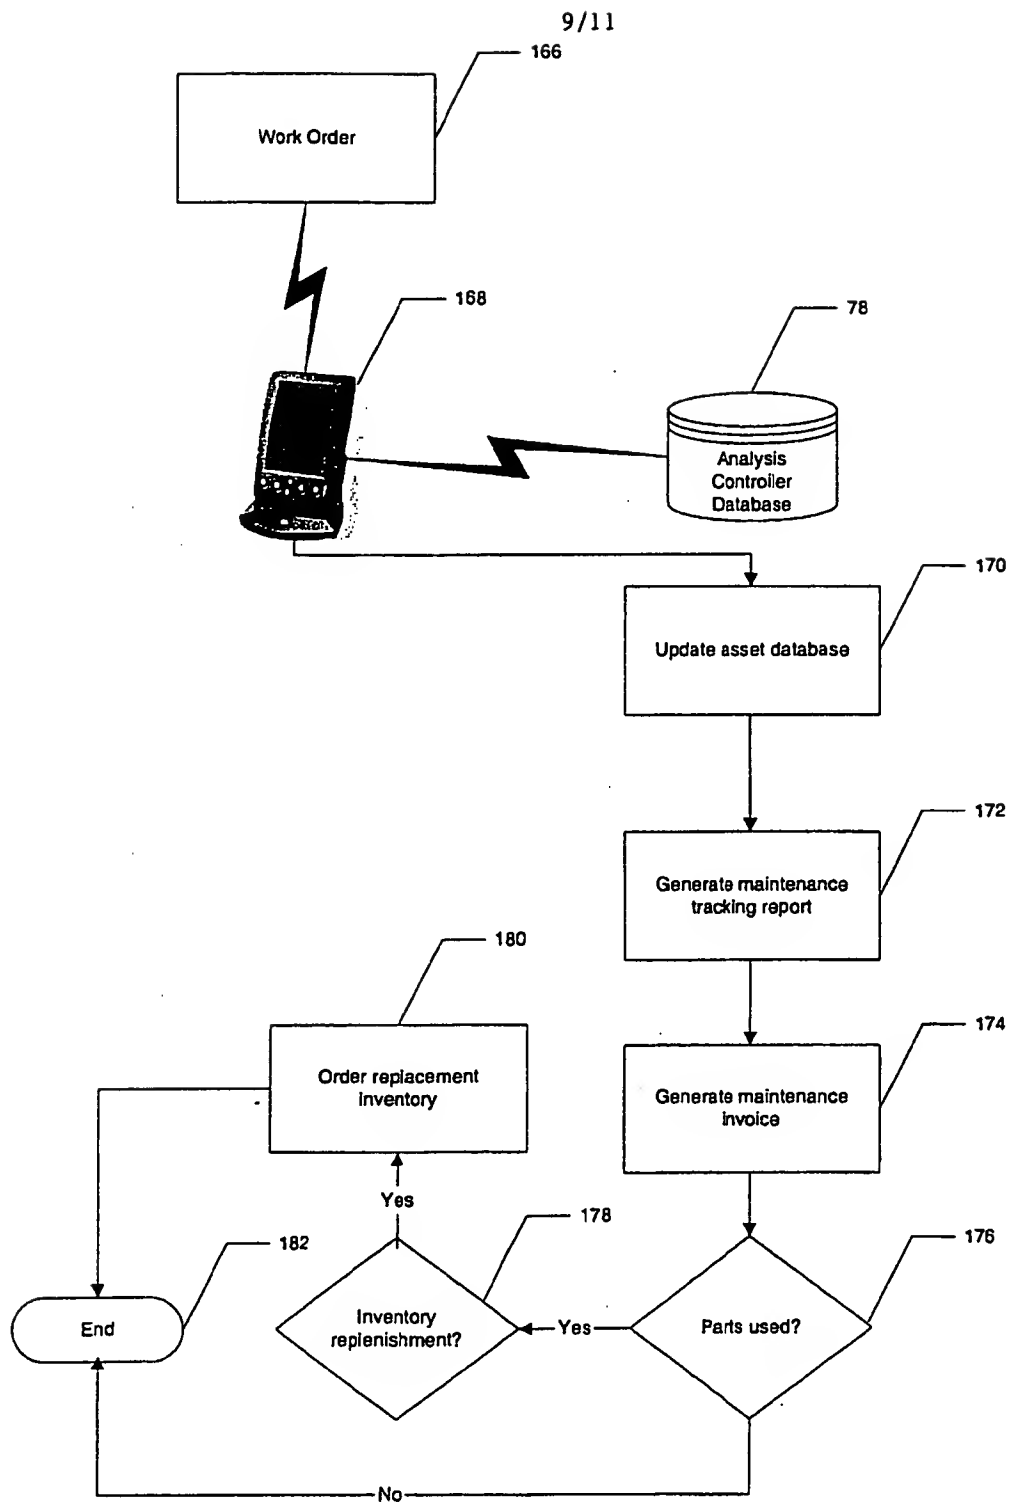 9/11
166
Work Order
168
78
Analysis
Controller
Database
170
Update asset database
172
Generate maintenance
tracking report
180
174
Order replacement
inventory
Generate maintenance
invoice
Yes
178
176
182
End
Inventory
replenishment?
Yes
Parts used?
No